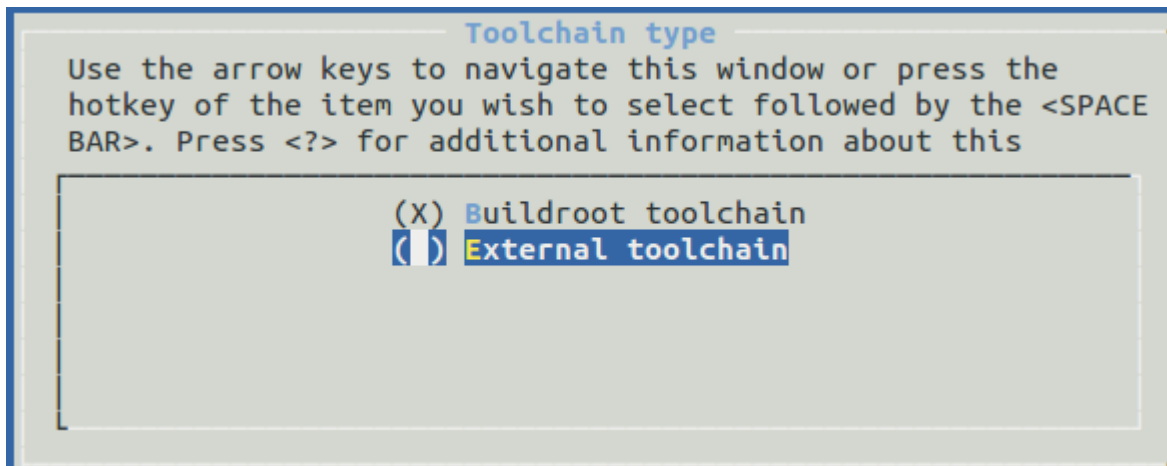 Toolchain type
Use the arrow keys to navigate this window or press the
hotkey of the item you wish to select followed by the <SPACE
BAR>. Press <?> for additional information about this
(X) Buildroot toolchain
( ) External toolchain